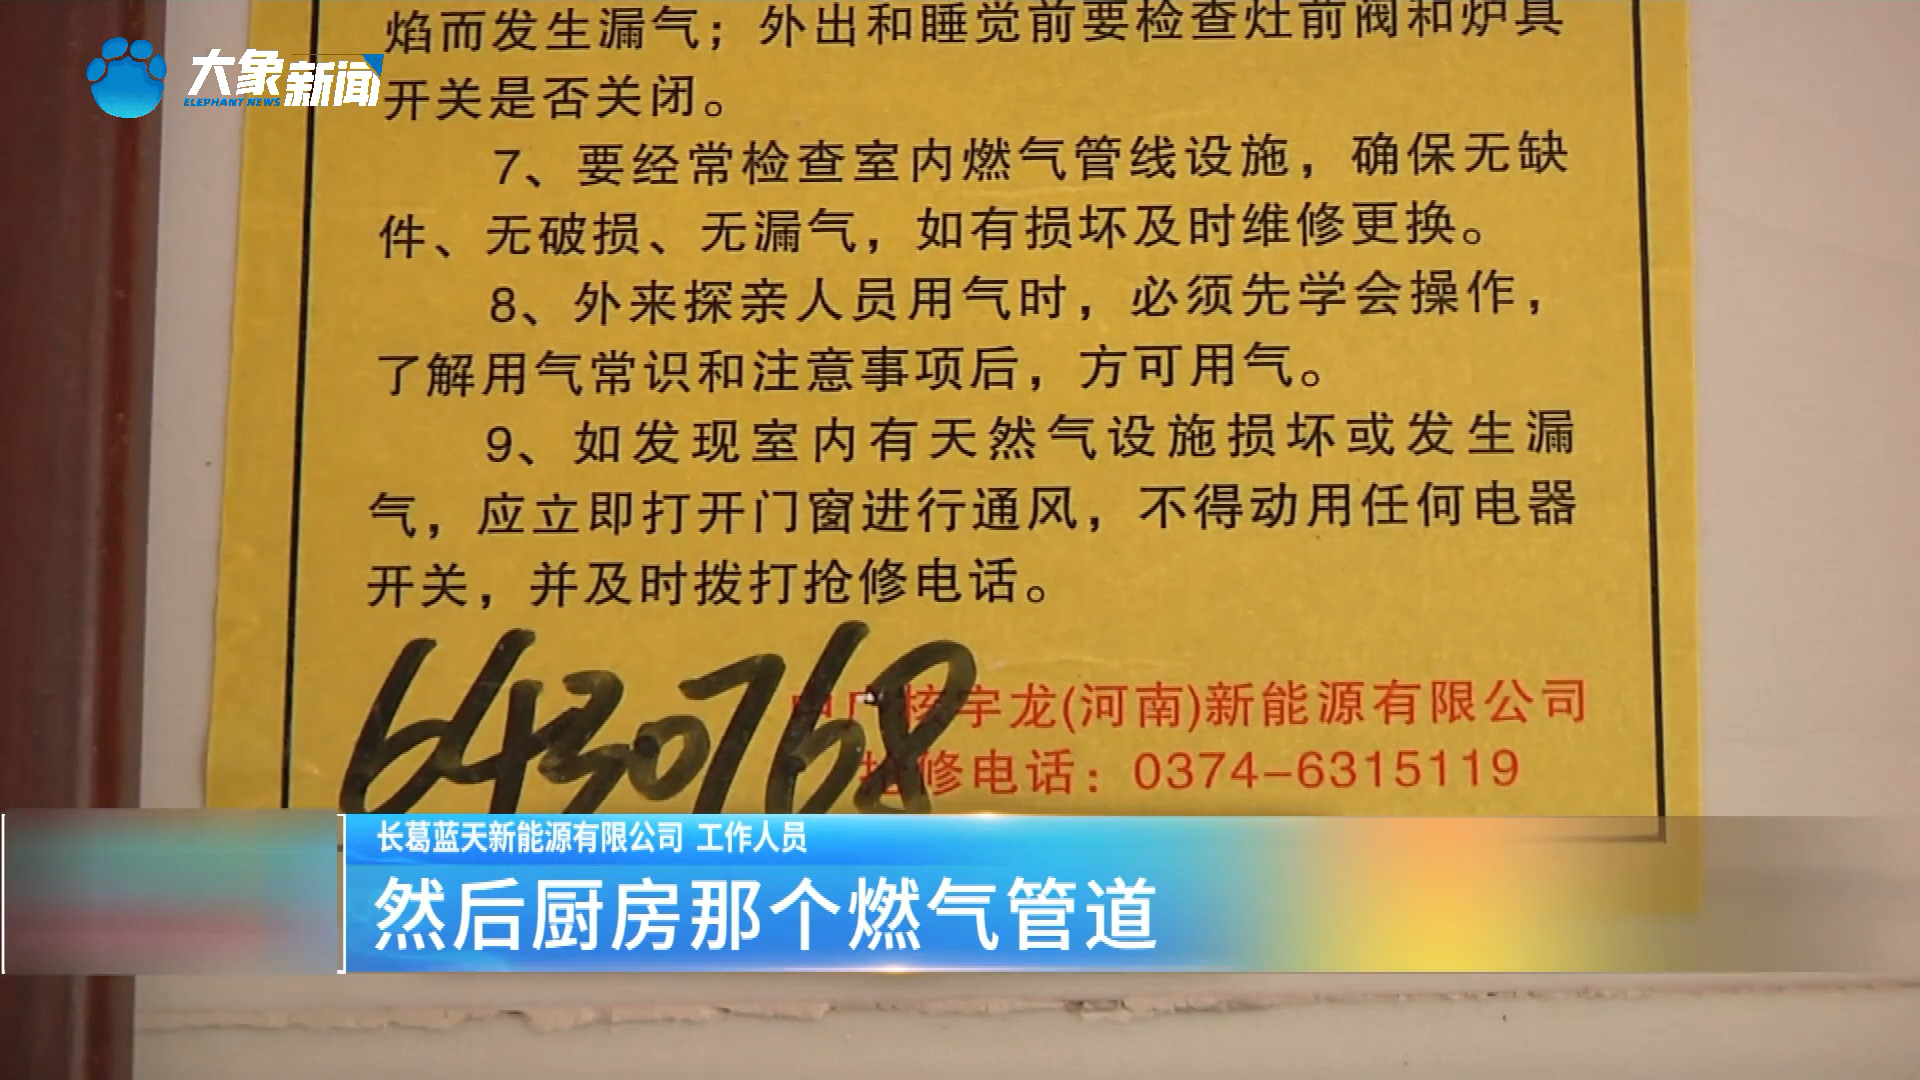 大象新闻
ELEPHANT NEWS
焰而发生漏气；外出和睡觉前要检查灶前阀和炉具
开关是否关闭。
7、要经常检查室内燃气管线设施，确保无缺
件、无破损、无漏气，如有损坏及时维修更换。
8、外来探亲人员用气时，必须先学会操作，
了解用气常识和注意事项后，方可用气。
9、如发现室内有天然气设施损坏或发生漏
气，应立即打开门窗进行通风，不得动用任何电器
开关，并及时拨打抢修电话。
6430768
中广核宇龙(河南)新能源有限公司
抢修电话：0374-6315119
长葛蓝天新能源有限公司 工作人员
然后厨房那个燃气管道